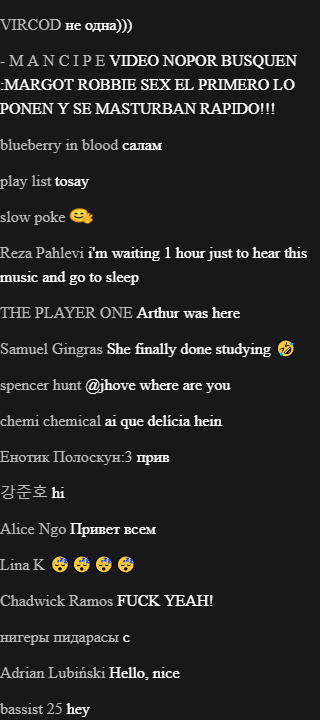 VIRCOD не одна)))
- M A N C I P E VIDEO NOPOR BUSQUEN
:MARGOT ROBBIE SEX EL PRIMERO LO
PONEN Y SE MASTURBAN RAPIDO!!!
blueberry in blood салам
play list tosay
slow poke
Reza Pahlevi i'm waiting 1 hour just to hear this
music and go to sleep
THE PLAYER ONE Arthur was here
Samuel Gingras She finally done studying 🤣
spencer hunt @jhove where are you
chemi chemical ai que delícia hein
Енотик Полоскун:3 прив
강준호 hi
Alice Ngo Привет всем
Lina K 😴😴😴😴
Chadwick Ramos FUCK YEAH!
нигеры пидарасы с
Adrian Lubiński Hello, nice
bassist 25 hey